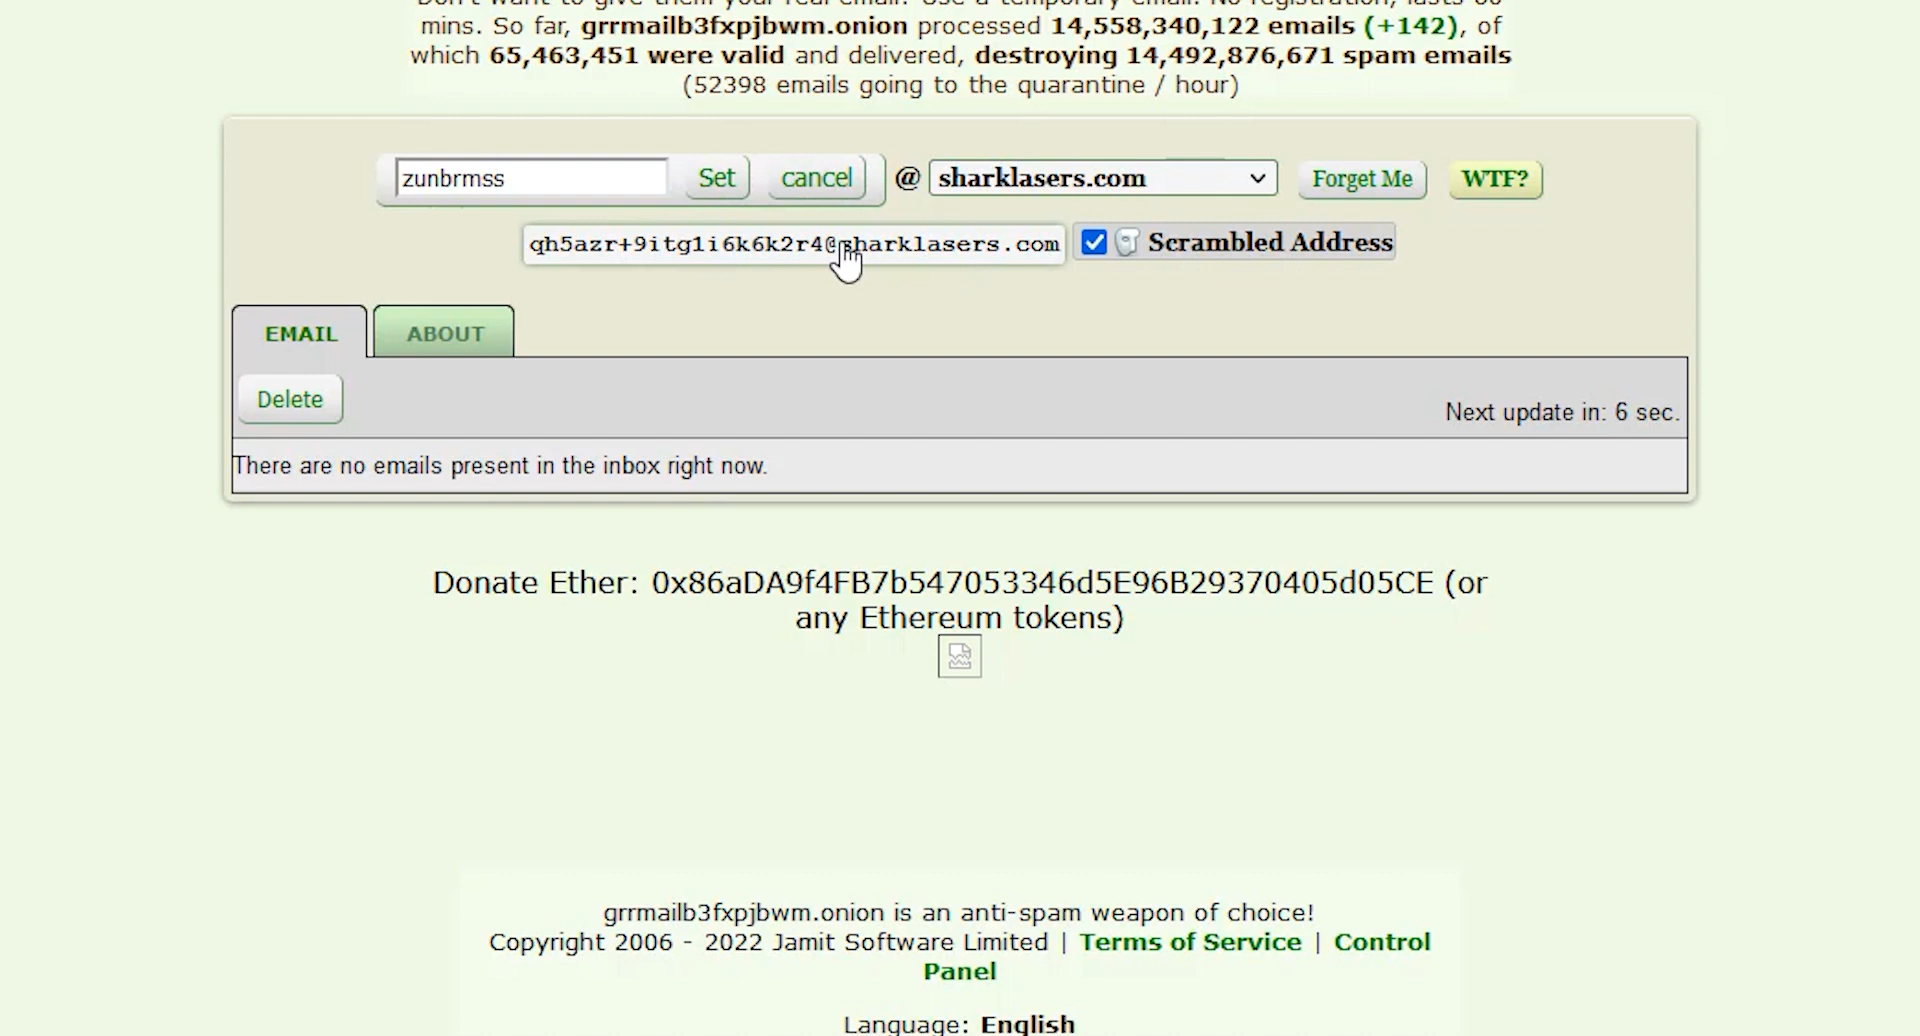 mins. So far, grrmailb3fxpjbwm.onion processed 14,558,340,122 emails (+142), of
which 65,463,451 were valid and delivered, destroying 14,492,876,671 spam emails
(52398 emails going to the quarantine / hour)
zunbrmss Set cancel @ sharklasers.com Forget Me WTF?
qh5azr+9itg1i6k6k2r4@sharklasers.com Scrambled Address
EMAIL ABOUT
Delete
Next update in: 6 sec.
There are no emails present in the inbox right now.
Donate Ether: 0x86aDA9f4FB7b547053346d5E96B29370405d05CE (or
any Ethereum tokens)
grrmailb3fxpjbwm.onion is an anti-spam weapon of choice!
Copyright 2006 - 2022 Jamit Software Limited | Terms of Service | Control
Panel
Language: English